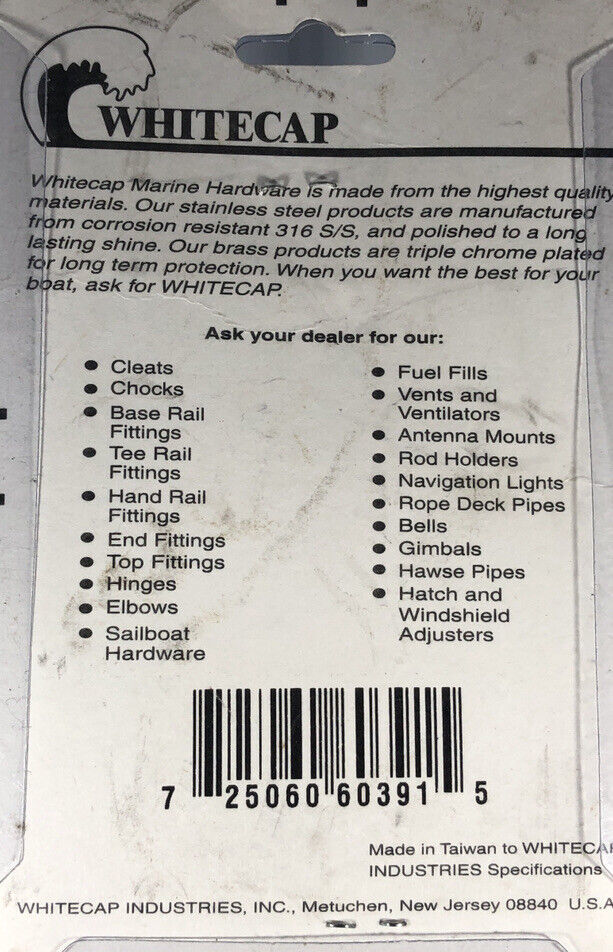 WHITECAP
Whitecap Marine Hardware is made from the highest quality
materials. Our stainless steel products are manufactured
from corrosion resistant 316 S/S, and polished to a long
lasting shine. Our brass products are triple chrome plated
for long term protection. When you want the best for your
boat, ask for WHITECAP.
Ask your dealer for our:
Cleats
Chocks
Base Rail
Fittings
Tee Rail
Fittings
Hand Rail
Fittings
End Fittings
Top Fittings
Hinges
Elbows
Sailboat
Hardware
Fuel Fills
Vents and
Ventilators
Antenna Mounts
Rod Holders
Navigation Lights
Rope Deck Pipes
Bells
Gimbals
Hawse Pipes
Hatch and
Windshield
Adjusters
7 25060 60391 5
Made in Taiwan to WHITECA
INDUSTRIES Specifications
WHITECAP INDUSTRIES, INC., Metuchen, New Jersey 08840 U.S.A